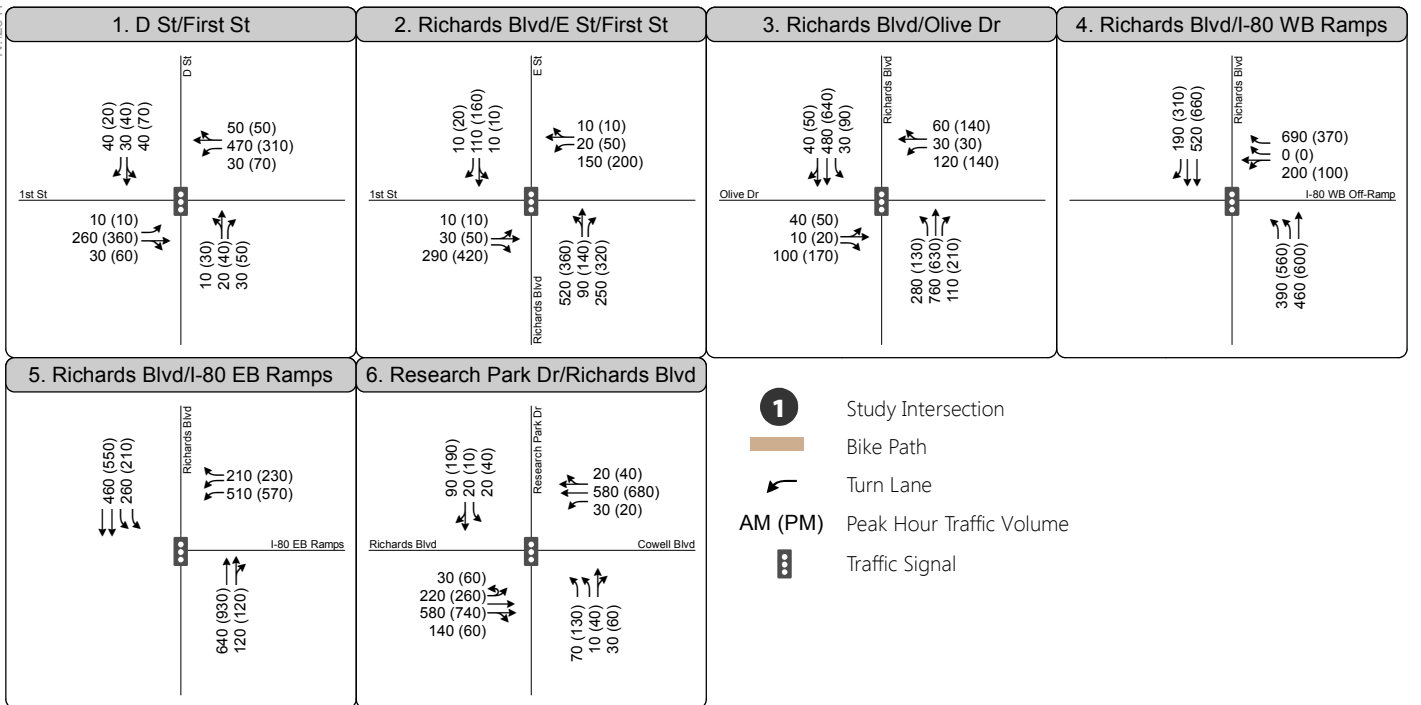 1. D St/First St
D St
40 (20)
30 (40)
40 (70)
50 (50)
470 (310)
30 (70)
1st St
10 (10)
260 (360)
30 (60)
10 (30)
20 (40)
30 (50)
2. Richards Blvd/E St/First St
E St
10 (20)
110 (160)
10 (10)
10 (10)
20 (50)
150 (200)
1st St
10 (10)
30 (50)
290 (420)
520 (360)
90 (140)
250 (320)
Richards Blvd
3. Richards Blvd/Olive Dr
Richards Blvd
40 (50)
480 (640)
30 (90)
60 (140)
30 (30)
120 (140)
Olive Dr
40 (50)
10 (20)
100 (170)
280 (130)
760 (630)
110 (210)
4. Richards Blvd/I-80 WB Ramps
Richards Blvd
190 (310)
520 (660)
690 (370)
0 (0)
200 (100)
I-80 WB Off-Ramp
390 (560)
460 (600)
5. Richards Blvd/I-80 EB Ramps
Richards Blvd
460 (550)
260 (210)
210 (230)
510 (570)
I-80 EB Ramps
640 (930)
120 (120)
6. Research Park Dr/Richards Blvd
Research Park Dr
90 (190)
20 (10)
20 (40)
20 (40)
580 (680)
30 (20)
Richards Blvd
Cowell Blvd
30 (60)
220 (260)
580 (740)
140 (60)
70 (130)
10 (40)
30 (60)
1 Study Intersection
Bike Path
Turn Lane
AM (PM) Peak Hour Traffic Volume
Traffic Signal